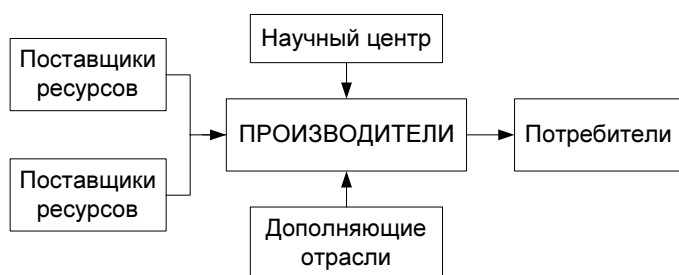 Научный центр
Поставщики
ресурсов
ПРОИЗВОДИТЕЛИ
Потребители
Поставщики
ресурсов
Дополняющие
отрасли